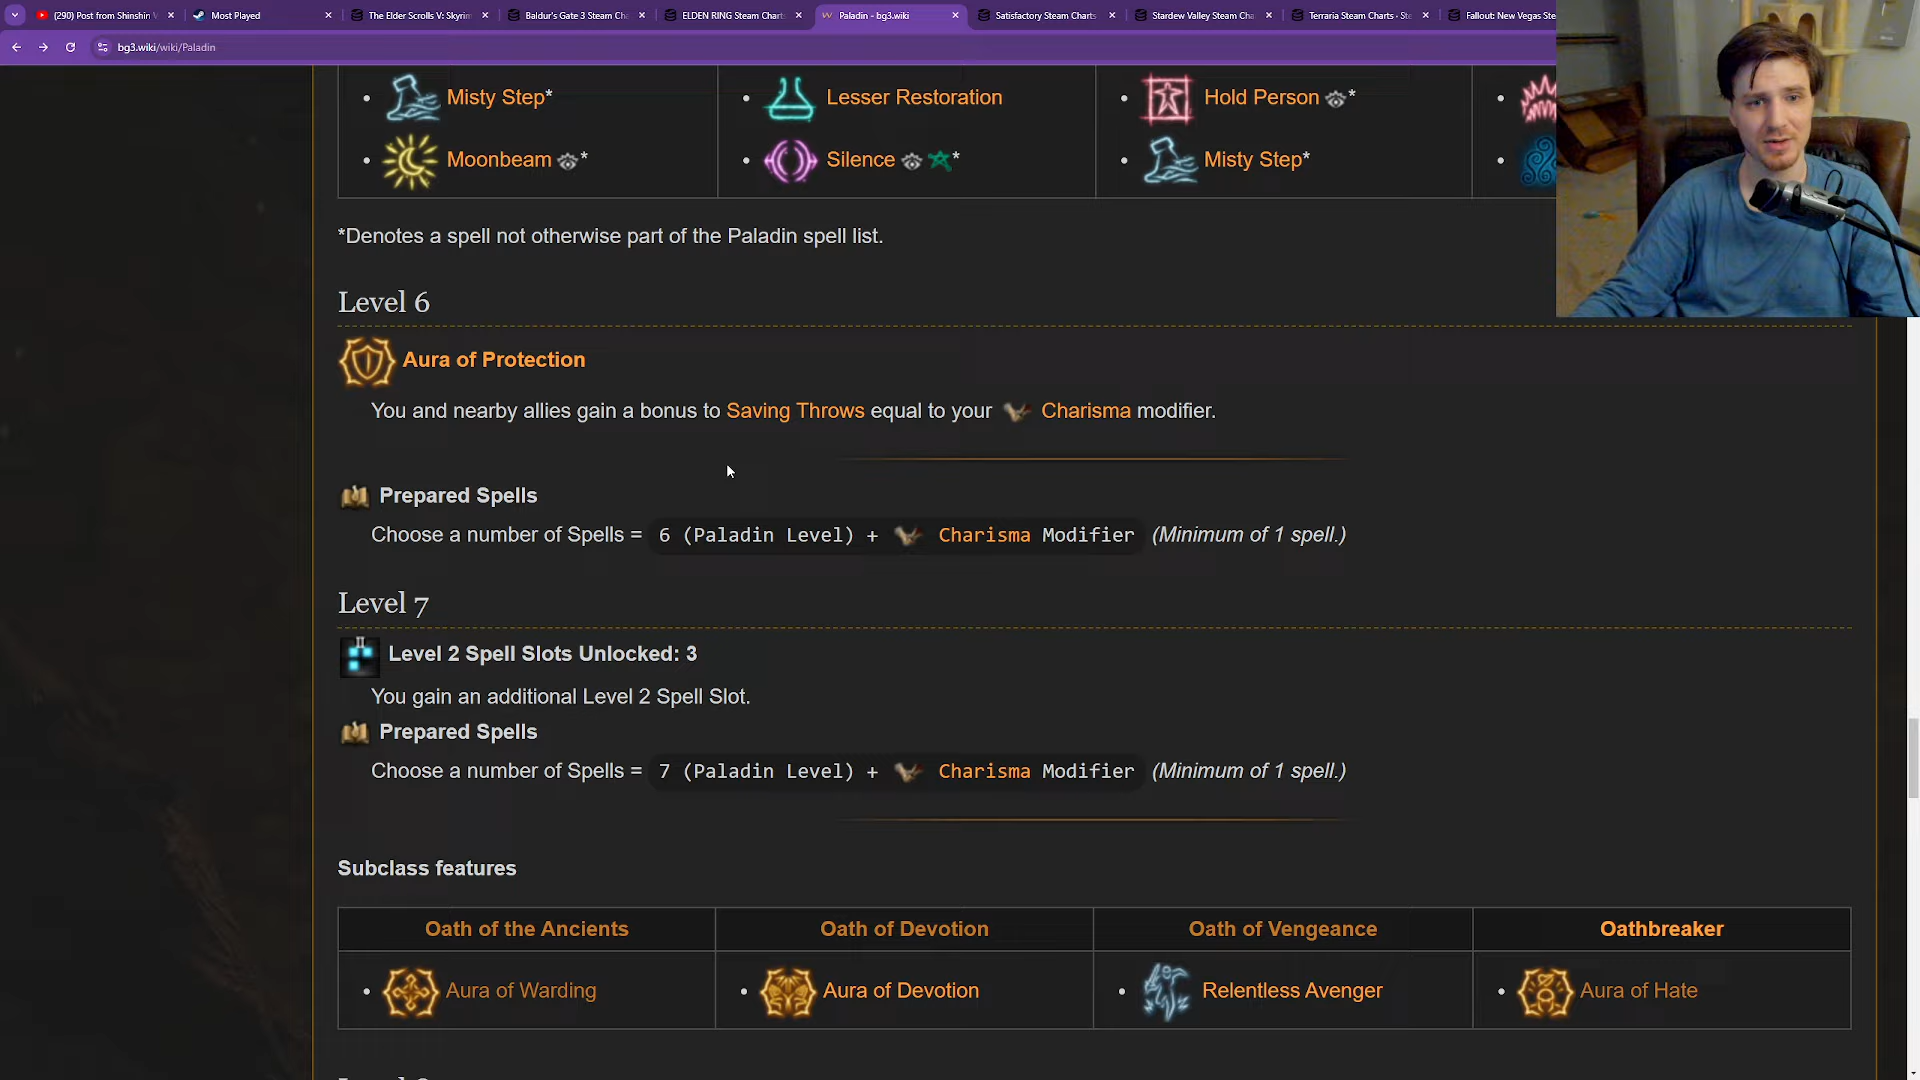 (290) Post from Shinshin
Most Played
The Elder Scrolls V: Skyrim
Baldur's Gate 3 Steam Cha
ELDEN RING Steam Chart
Paladin - bg3.wiki
Satisfactory Steam Charts
Stardew Valley Steam Cha
Terraria Steam Charts · Ste
Fallout: New Vegas Stea
bg3.wiki/wiki/Paladin
• Misty Step* • Lesser Restoration • Hold Person * •
• Moonbeam * • Silence * • Misty Step* •
*Denotes a spell not otherwise part of the Paladin spell list.
Level 6
Aura of Protection
You and nearby allies gain a bonus to Saving Throws equal to your Charisma modifier.
Prepared Spells
Choose a number of Spells = 6 (Paladin Level) + Charisma Modifier (Minimum of 1 spell.)
Level 7
Level 2 Spell Slots Unlocked: 3
You gain an additional Level 2 Spell Slot.
Prepared Spells
Choose a number of Spells = 7 (Paladin Level) + Charisma Modifier (Minimum of 1 spell.)
Subclass features
Oath of the Ancients Oath of Devotion Oath of Vengeance Oathbreaker
• Aura of Warding • Aura of Devotion • Relentless Avenger • Aura of Hate